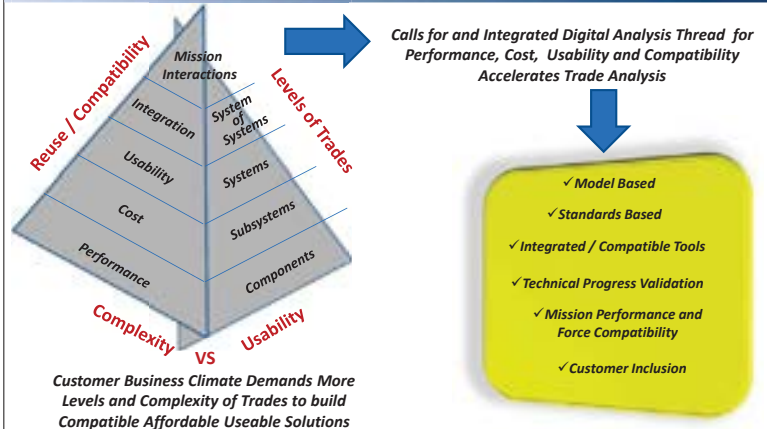 Mission
Interactions
Integration
Usability
Cost
Performance
System
of
Systems
Systems
Subsystems
Components
Reuse / Compatibility
Levels of Trades
Complexity
VS
Usability
Customer Business Climate Demands More
Levels and Complexity of Trades to build
Compatible Affordable Useable Solutions
Calls for and Integrated Digital Analysis Thread for
Performance, Cost, Usability and Compatibility
Accelerates Trade Analysis
✓Model Based
✓Standards Based
✓Integrated / Compatible Tools
✓Technical Progress Validation
✓Mission Performance and
Force Compatibility
✓Customer Inclusion